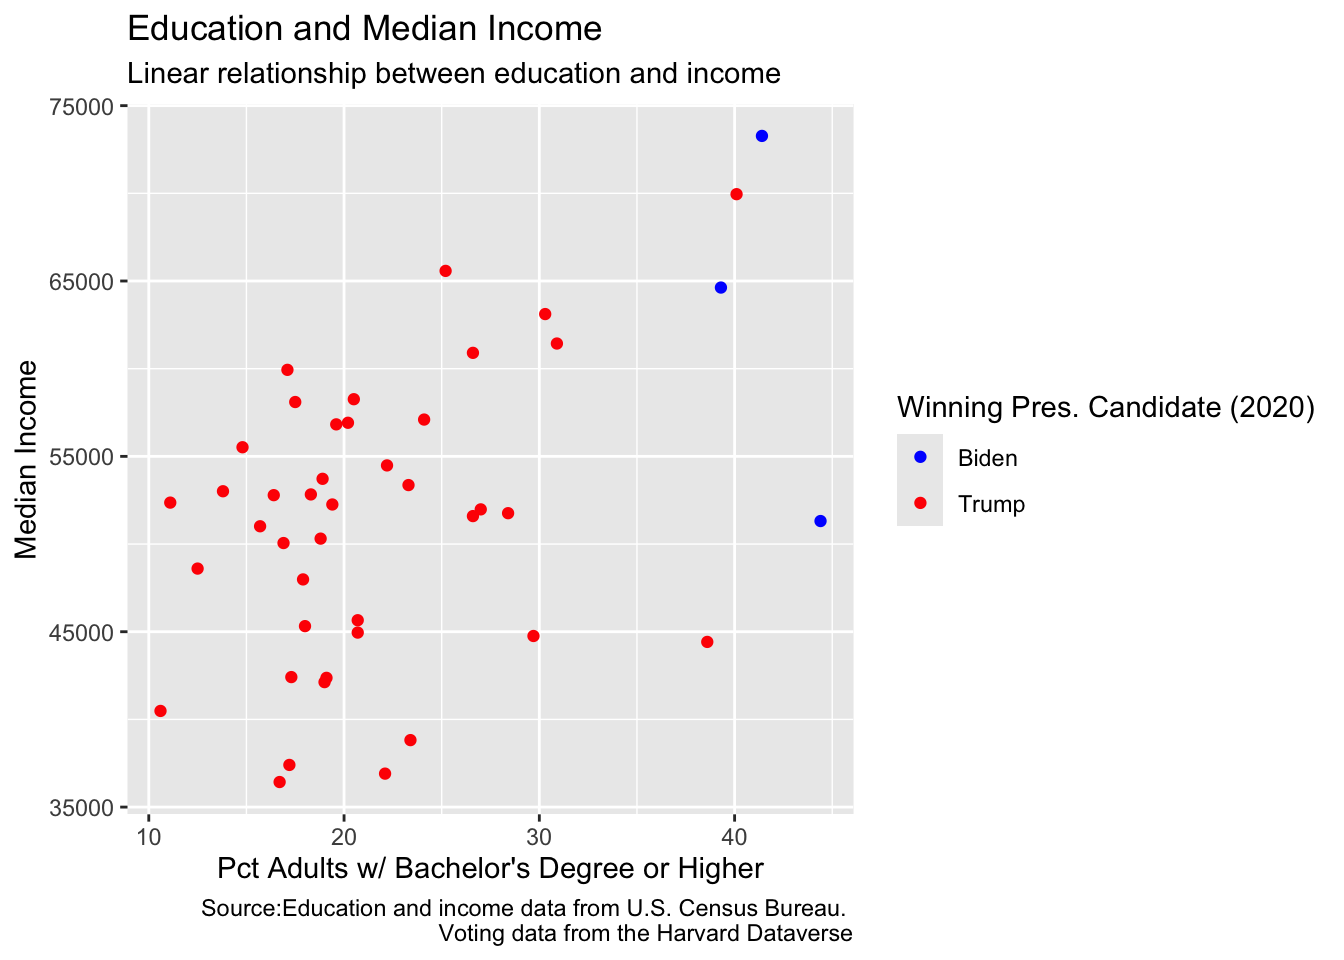 Education and Median Income
Linear relationship between education and income
75000
65000
55000
45000
35000
Median Income
10 20 30 40
Pct Adults w/ Bachelor's Degree or Higher
Winning Pres. Candidate (2020)
Biden
Trump
Source:Education and income data from U.S. Census Bureau.
Voting data from the Harvard Dataverse